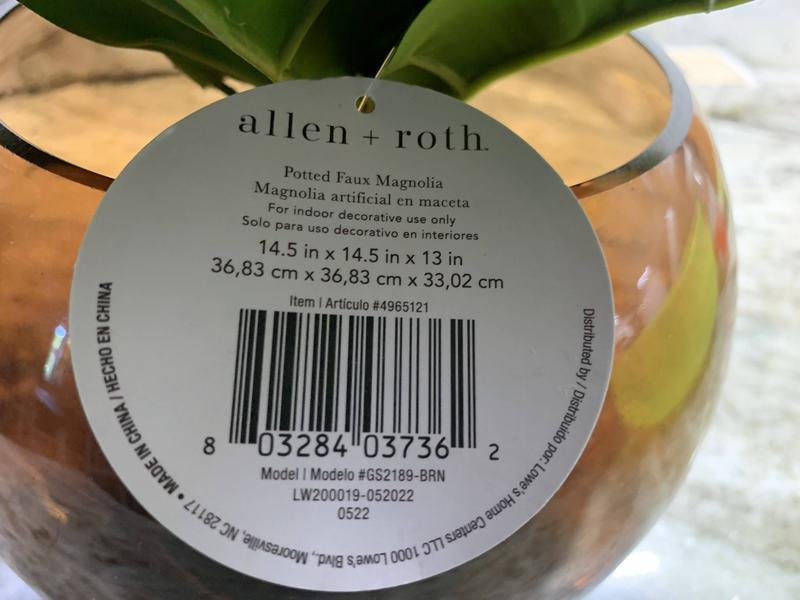 allen + roth
Potted Faux Magnolia
Magnolia artificial en maceta
For indoor decorative use only
Solo para uso decorativo en interiores
14.5 in x 14.5 in x 13 in
36,83 cm x 36,83 cm x 33,02 cm
Item | Artículo #4965121
8 03284 03736 2
Model | Modelo #GS2189-BRN
LW200019-052022
0522
Distributed by / Distribuido por: Lowe's Home Centers LLC 1000 Lowe's Blvd., Mooresville, NC 28117 • MADE IN CHINA / HECHO EN CHINA